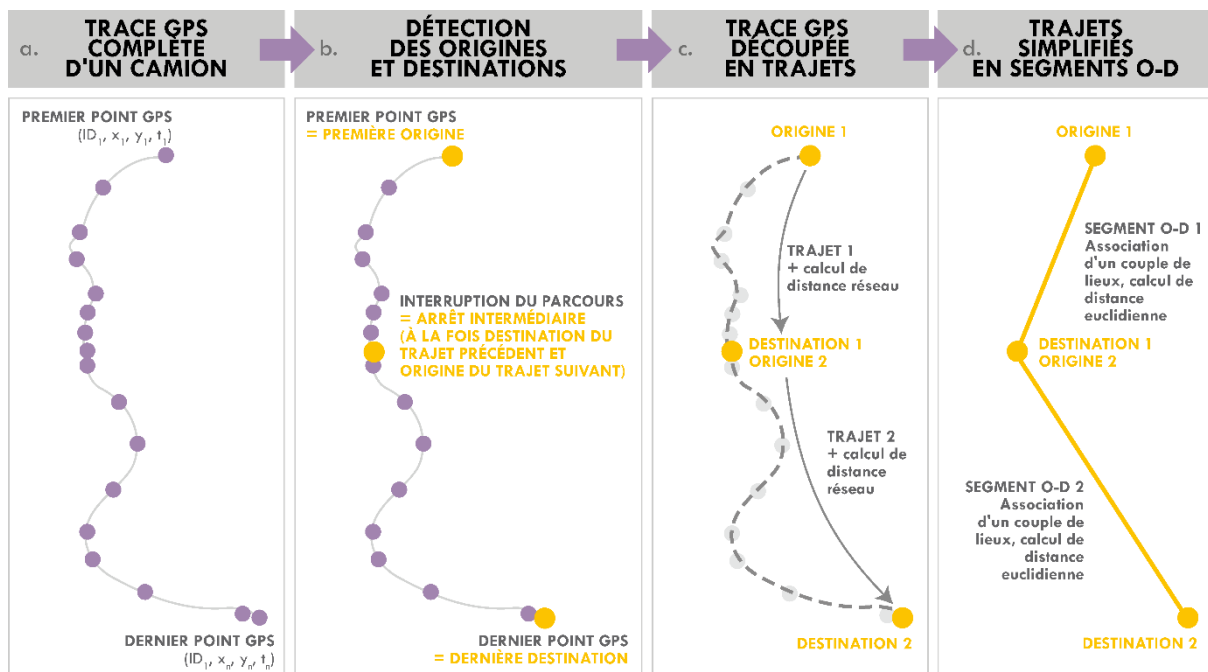 a.
TRACE GPS
COMPLÈTE
D'UN CAMION
b.
DÉTECTION
DES ORIGINES
ET DESTINATIONS
c.
TRACE GPS
DÉCOUPÉE
EN TRAJETS
d.
TRAJETS
SIMPLIFIÉS
EN SEGMENTS O-D
PREMIER POINT GPS
(ID₁, x₁, y₁, t₁)
DERNIER POINT GPS
(ID₁, xₙ, yₙ, tₙ)
PREMIER POINT GPS
= PREMIÈRE ORIGINE
INTERRUPTION DU PARCOURS
= ARRÊT INTERMÉDIAIRE
(À LA FOIS DESTINATION DU
TRAJET PRÉCÉDENT ET
ORIGINE DU TRAJET SUIVANT)
DERNIER POINT GPS
= DERNIÈRE DESTINATION
ORIGINE 1
TRAJET 1
+ calcul de
distance réseau
DESTINATION 1
ORIGINE 2
TRAJET 2
+ calcul de
distance
réseau
DESTINATION 2
ORIGINE 1
SEGMENT O-D 1
Association
d'un couple de
lieux, calcul de
distance
euclidienne
DESTINATION 1
ORIGINE 2
SEGMENT O-D 2
Association
d'un couple de
lieux, calcul de
distance
euclidienne
DESTINATION 2